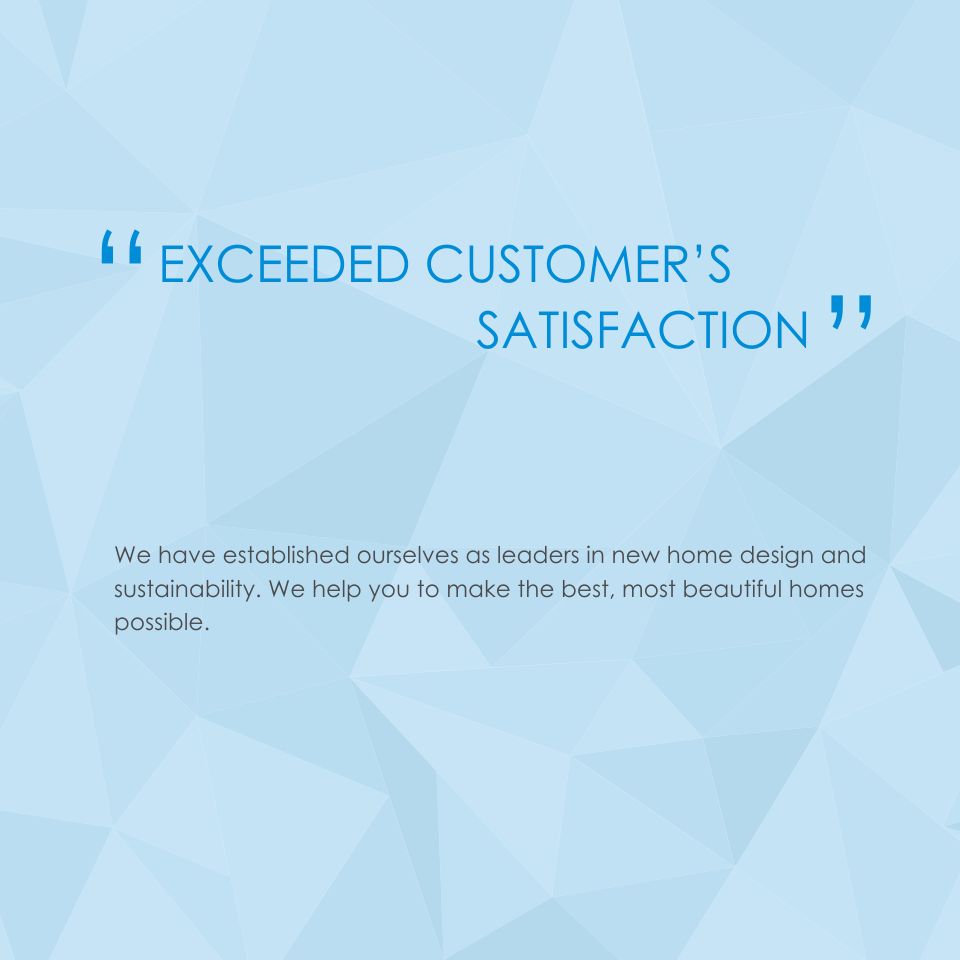 “ EXCEEDED CUSTOMER’S
SATISFACTION ”
We have established ourselves as leaders in new home design and
sustainability. We help you to make the best, most beautiful homes
possible.